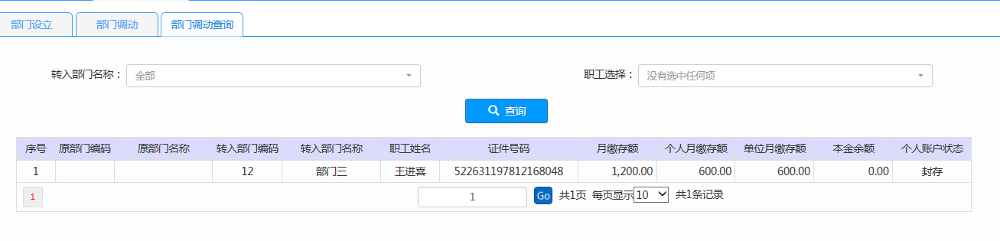 部门设立 部门调动 部门调动查询
转入部门名称： 全部 职工选择： 没有选中任何项
查询
序号 原部门编码 原部门名称 转入部门编码 转入部门名称 职工姓名 证件号码 月缴存额 个人月缴存额 单位月缴存额 本金余额 个人账户状态
1 12 部门三 王进喜 522631197812168048 1,200.00 600.00 600.00 0.00 封存
1 1 Go 共1页 每页显示 10 共1条记录